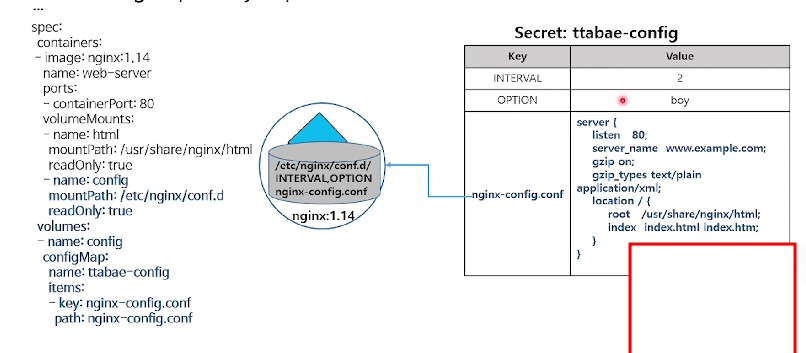 ...
spec:
containers:
- image: nginx:1.14
name: web-server
ports:
- containerPort: 80
volumeMounts:
- name: html
mountPath: /usr/share/nginx/html
readOnly: true
- name: config
mountPath: /etc/nginx/conf.d
readOnly: true
volumes:
- name: config
configMap:
name: ttabae-config
items:
- key: nginx-config.conf
path: nginx-config.conf
/etc/nginx/conf.d/
INTERVAL,OPTION
nginx-config.conf
nginx:1.14
Secret: ttabae-config
Key Value
INTERVAL 2
OPTION boy
nginx-config.conf
server {
listen 80;
server_name www.example.com;
gzip on;
gzip_types text/plain
application/xml;
location / {
root /usr/share/nginx/html;
index index.html index.htm;
}
}